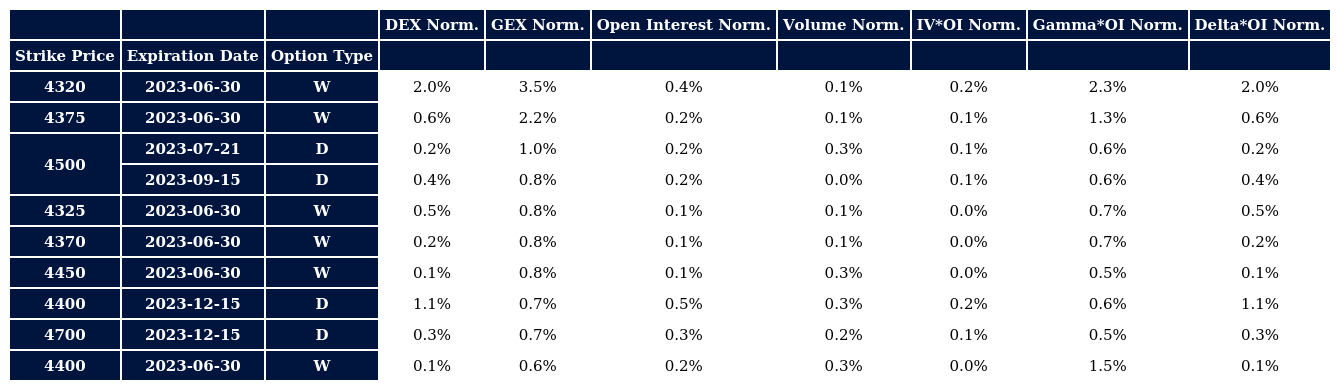 DEX Norm. GEX Norm. Open Interest Norm. Volume Norm. IV*OI Norm. Gamma*OI Norm. Delta*OI Norm.
Strike Price Expiration Date Option Type
4320 2023-06-30 W 2.0% 3.5% 0.4% 0.1% 0.2% 2.3% 2.0%
4375 2023-06-30 W 0.6% 2.2% 0.2% 0.1% 0.1% 1.3% 0.6%
4500 2023-07-21 D 0.2% 1.0% 0.2% 0.3% 0.1% 0.6% 0.2%
2023-09-15 D 0.4% 0.8% 0.2% 0.0% 0.1% 0.6% 0.4%
4325 2023-06-30 W 0.5% 0.8% 0.1% 0.1% 0.0% 0.7% 0.5%
4370 2023-06-30 W 0.2% 0.8% 0.1% 0.1% 0.0% 0.7% 0.2%
4450 2023-06-30 W 0.1% 0.8% 0.1% 0.3% 0.0% 0.5% 0.1%
4400 2023-12-15 D 1.1% 0.7% 0.5% 0.3% 0.2% 0.6% 1.1%
4700 2023-12-15 D 0.3% 0.7% 0.3% 0.2% 0.1% 0.5% 0.3%
4400 2023-06-30 W 0.1% 0.6% 0.2% 0.3% 0.0% 1.5% 0.1%